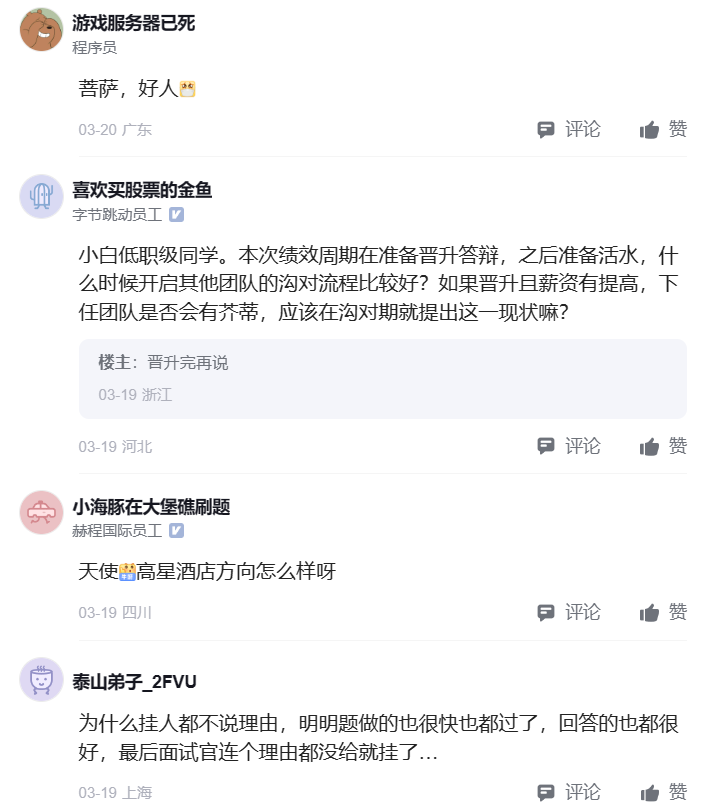 游戏服务器已死
程序员
菩萨，好人
03-20 广东
评论 赞
喜欢买股票的金鱼
字节跳动员工
小白低职级同学。本次绩效周期在准备晋升答辩，之后准备活水，什
么时候开启其他团队的沟对流程比较好？如果晋升且薪资有提高，下
任团队是否会有芥蒂，应该在沟对期就提出这一现状嘛？
楼主：晋升完再说
03-19 浙江
03-19 河北
评论 赞
小海豚在大堡礁刷题
赫程国际员工
天使高星酒店方向怎么样呀
03-19 四川
评论 赞
泰山弟子_2FVU
为什么挂人都不说理由，明明题做的也很快也都过了，回答的也都很
好，最后面试官连个理由都没给就挂了…
03-19 上海
评论 赞